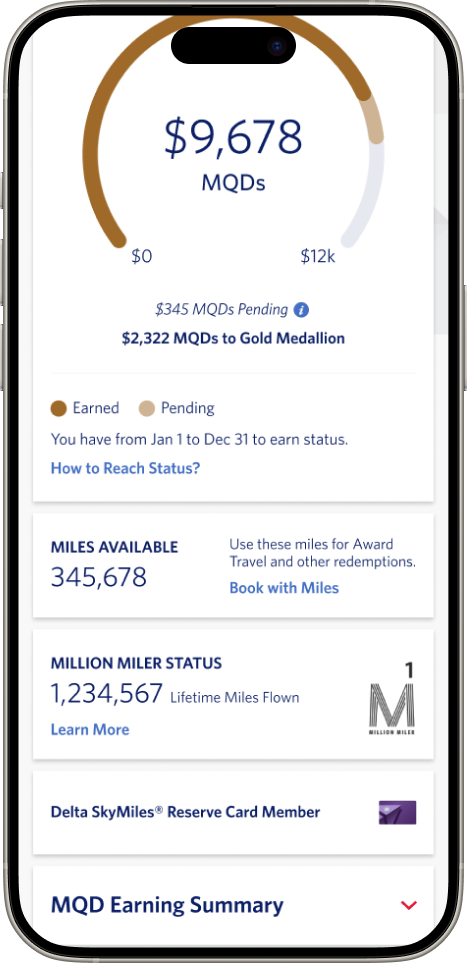 $9,678
MQDs
$0
$12k
$345 MQDs Pending i
$2,322 MQDs to Gold Medallion
Earned
Pending
You have from Jan 1 to Dec 31 to earn status.
How to Reach Status?
MILES AVAILABLE
345,678
Use these miles for Award
Travel and other redemptions.
Book with Miles
MILLION MILER STATUS
1,234,567 Lifetime Miles Flown
Learn More
1
M
MILLION MILER
Delta SkyMiles® Reserve Card Member
MQD Earning Summary